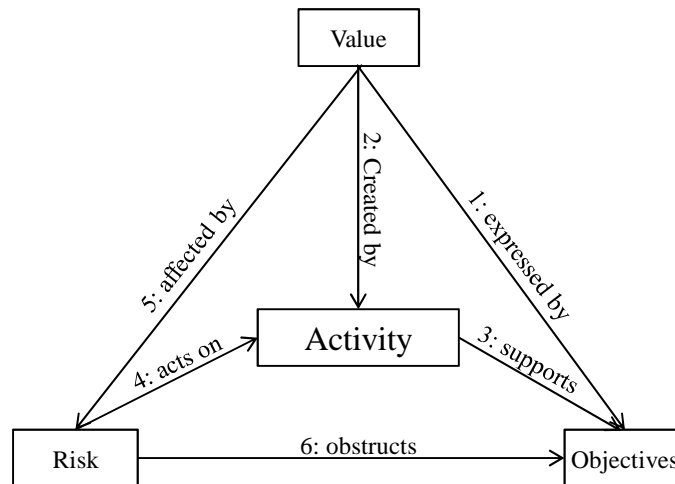 Value
2: Created by
1: expressed by
5: affected by
Activity
3: supports
4: acts on
6: obstructs
Risk
Objectives